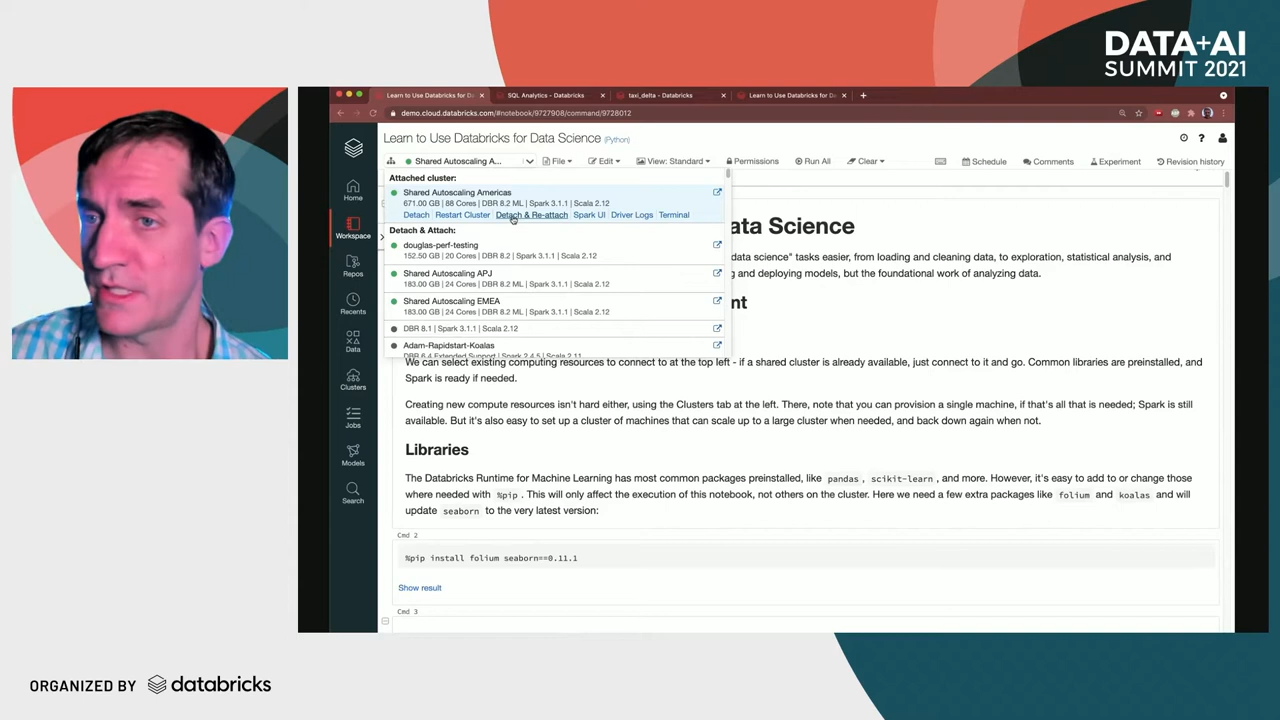 DATA+AI
SUMMIT 2021
Learn to Use Databricks for D
SQL Analytics - Databricks
taxi_delta - Databricks
Learn to Use Databricks for D
demo.cloud.databricks.com/#notebook/9727908/command/9728012
Learn to Use Databricks for Data Science (Python)
Shared Autoscaling A...
File
Edit
View: Standard
Permissions
Run All
Clear
Schedule
Comments
Experiment
Revision history
Home
Workspace
Repos
Recents
Data
Clusters
Jobs
Models
Search
Attached cluster:
Shared Autoscaling Americas
671.00 GB | 88 Cores | DBR 8.2 ML | Spark 3.1.1 | Scala 2.12
Detach Restart Cluster Detach & Re-attach Spark UI Driver Logs Terminal
Detach & Attach:
douglas-perf-testing
152.50 GB | 20 Cores | DBR 8.2 | Spark 3.1.1 | Scala 2.12
Shared Autoscaling APJ
183.00 GB | 24 Cores | DBR 8.2 ML | Spark 3.1.1 | Scala 2.12
Shared Autoscaling EMEA
183.00 GB | 24 Cores | DBR 8.2 ML | Spark 3.1.1 | Scala 2.12
DBR 8.1 | Spark 3.1.1 | Scala 2.12
Adam-Rapidstart-Koalas
DBR 6.4 Extended Support | Spark 2.4.5 | Scala 2.11
ata Science
data science" tasks easier, from loading and cleaning data, to exploration, statistical analysis, and
g and deploying models, but the foundational work of analyzing data.
nt
We can select existing computing resources to connect to at the top left - if a shared cluster is already available, just connect to it and go. Common libraries are preinstalled, and
Spark is ready if needed.
Creating new compute resources isn't hard either, using the Clusters tab at the left. There, note that you can provision a single machine, if that's all that is needed; Spark is still
available. But it's also easy to set up a cluster of machines that can scale up to a large cluster when needed, and back down again when not.
Libraries
The Databricks Runtime for Machine Learning has most common packages preinstalled, like pandas, scikit-learn, and more. However, it's easy to add to or change those
where needed with %pip. This will only affect the execution of this notebook, not others on the cluster. Here we need a few extra packages like folium and koalas and will
update seaborn to the very latest version:
Cmd 2
%pip install folium seaborn==0.11.1
Show result
Cmd 3
ORGANIZED BY databricks